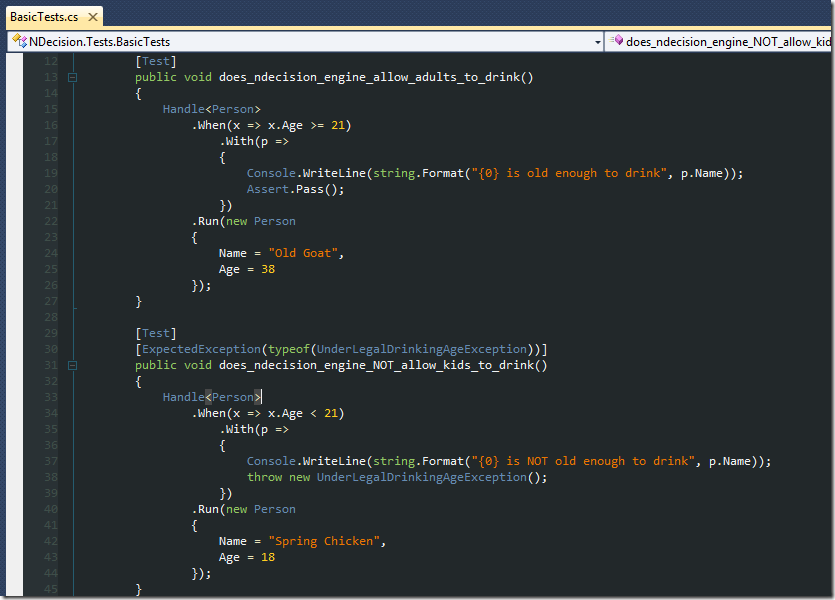 BasicTests.cs
NDecision.Tests.BasicTests
does_ndecision_engine_NOT_allow_kid
12 [Test]
13 public void does_ndecision_engine_allow_adults_to_drink()
14 {
15 Handle<Person>
16 .When(x => x.Age >= 21)
17 .With(p =>
18 {
19 Console.WriteLine(string.Format("{0} is old enough to drink", p.Name));
20 Assert.Pass();
21 })
22 .Run(new Person
23 {
24 Name = "Old Goat",
25 Age = 38
26 });
27 }
28
29 [Test]
30 [ExpectedException(typeof(UnderLegalDrinkingAgeException))]
31 public void does_ndecision_engine_NOT_allow_kids_to_drink()
32 {
33 Handle<Person>
34 .When(x => x.Age < 21)
35 .With(p =>
36 {
37 Console.WriteLine(string.Format("{0} is NOT old enough to drink", p.Name));
38 throw new UnderLegalDrinkingAgeException();
39 })
40 .Run(new Person
41 {
42 Name = "Spring Chicken",
43 Age = 18
44 });
45 }